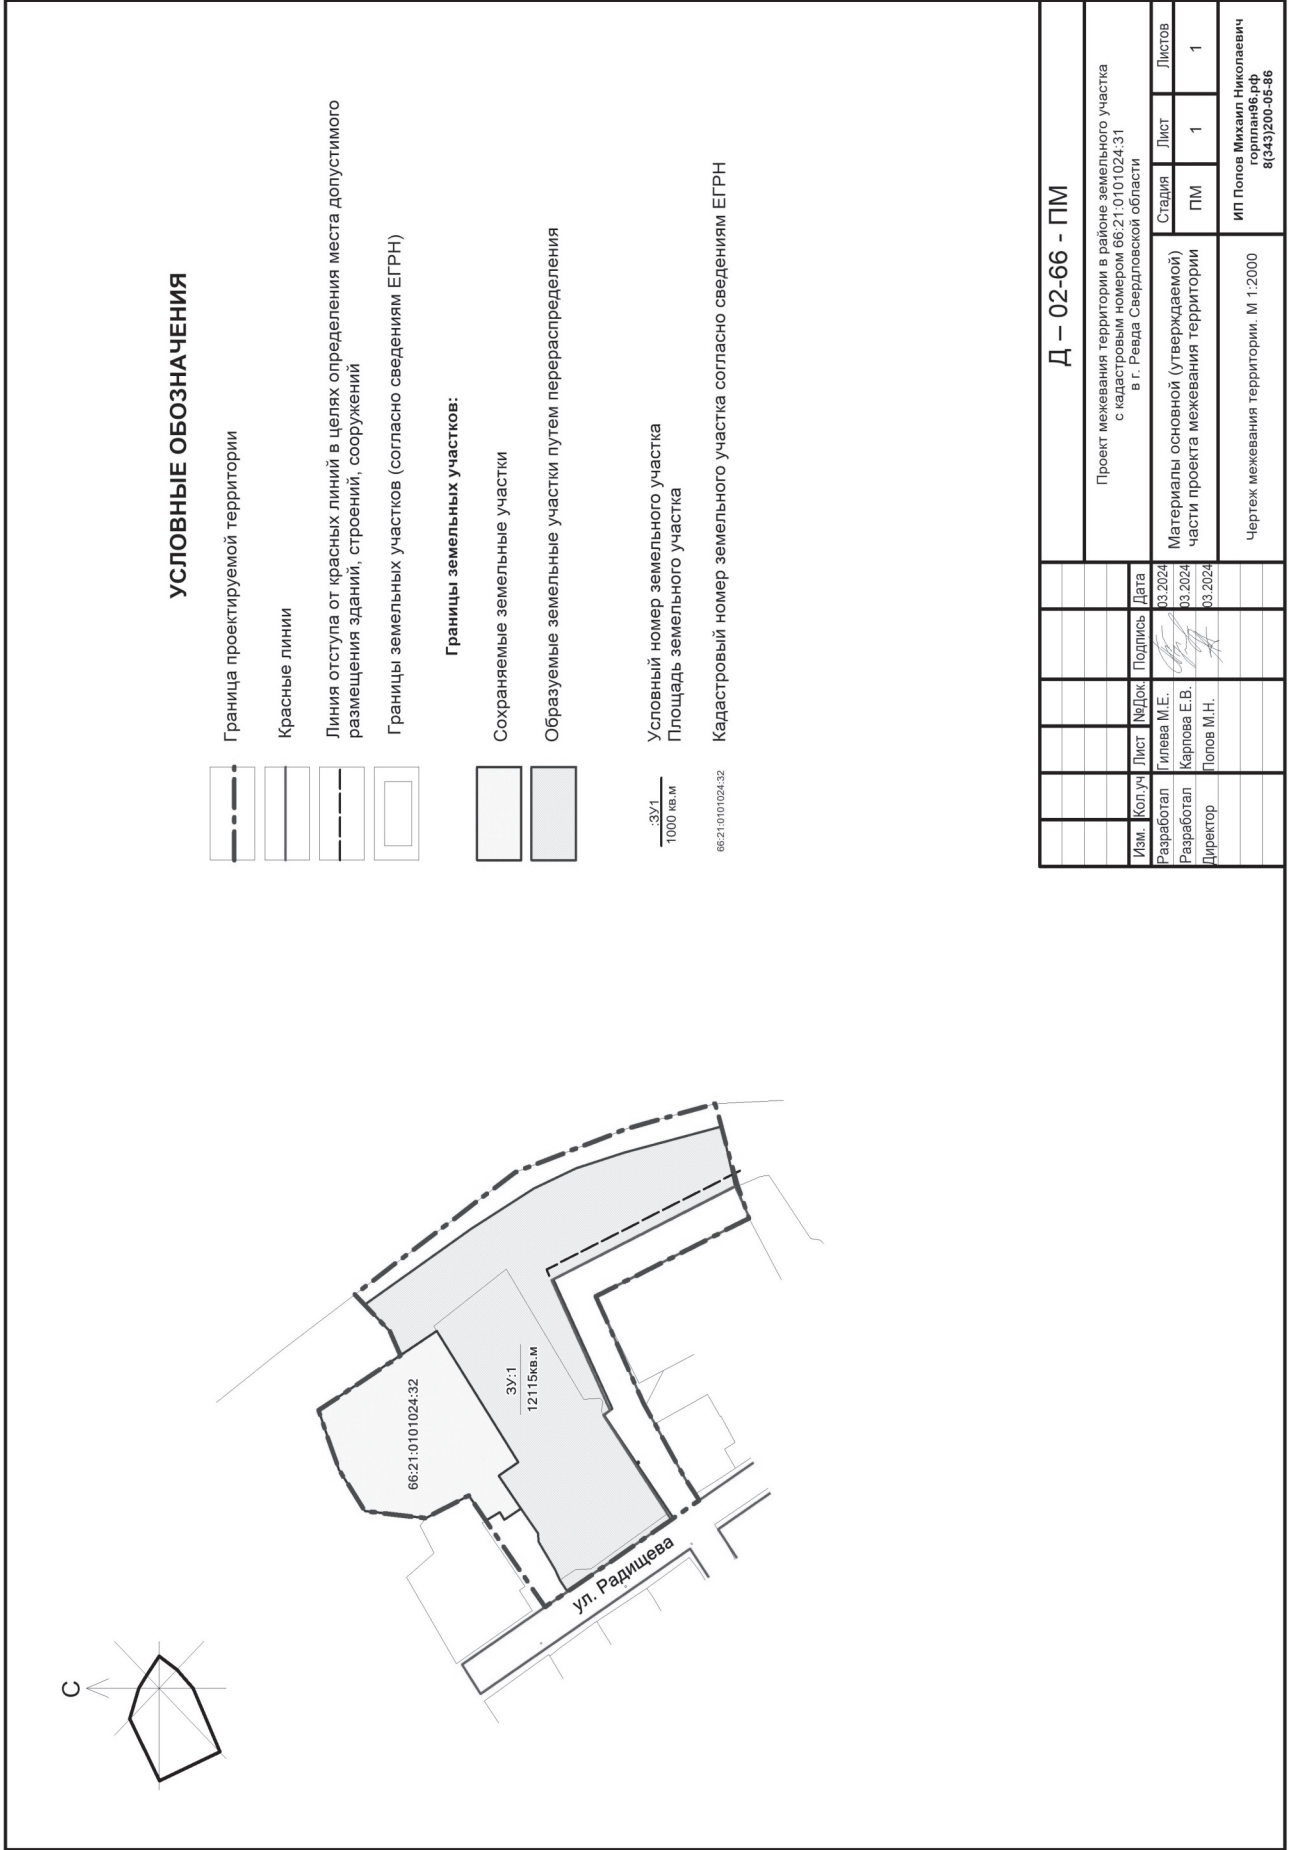 С
66:21:0101024:32
ЗУ:1
12115кв.м
ул. Радищева
УСЛОВНЫЕ ОБОЗНАЧЕНИЯ
Граница проектируемой территории
Красные линии
Линия отступа от красных линий в целях определения места допустимого
размещения зданий, строений, сооружений
Границы земельных участков (согласно сведениям ЕГРН)
Границы земельных участков:
Сохраняемые земельные участки
Образуемые земельные участки путем перераспределения
:ЗУ1
1000 кв.м
Условный номер земельного участка
Площадь земельного участка
66:21:0101024:32
Кадастровый номер земельного участка согласно сведениям ЕГРН
Д – 02-66 - ПМ
Проект межевания территории в районе земельного участка
с кадастровым номером 66:21:0101024:31
в г. Ревда Свердловской области
Изм. Кол.уч Лист №Док. Подпись Дата
Разработал Гилева М.Е. 03.2024
Разработал Карпова Е.В. 03.2024
Директор Попов М.Н. 03.2024
Материалы основной (утверждаемой)
части проекта межевания территории
Стадия Лист Листов
ПМ 1 1
Чертеж межевания территории. М 1:2000
ИП Попов Михаил Николаевич
горплан96.рф
8(343)200-05-86